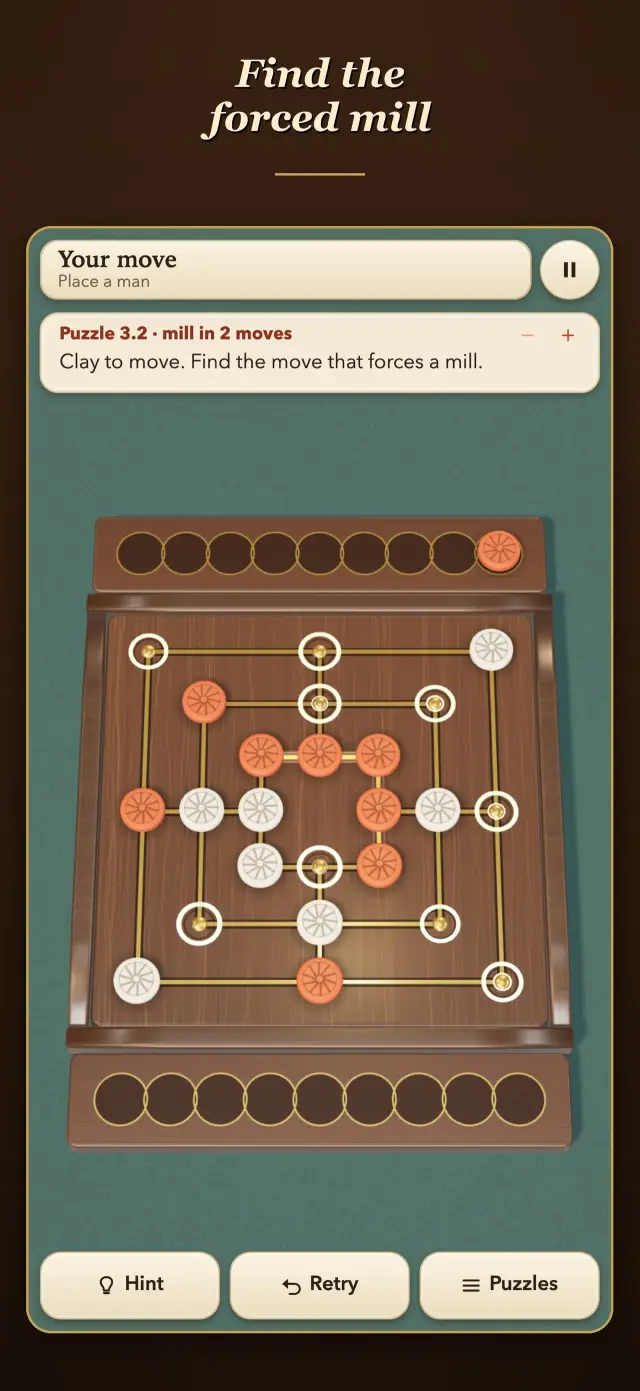 Find the
forced mill
Your move
Place a man
Puzzle 3.2 · mill in 2 moves
− +
Clay to move. Find the move that forces a mill.
Hint
Retry
Puzzles